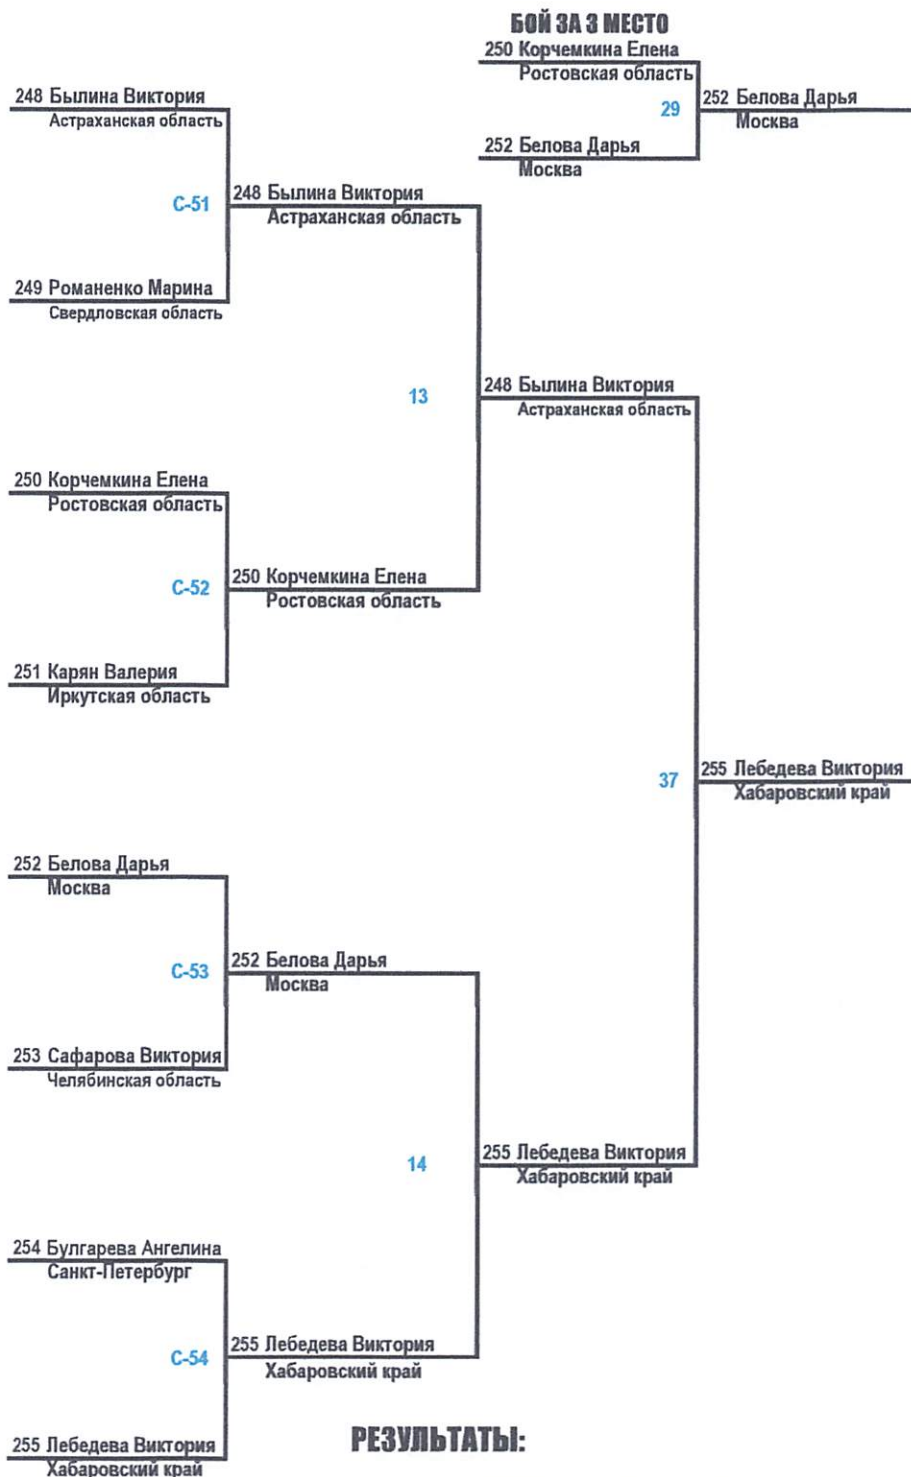 БОЙ ЗА 3 МЕСТО
250 Корчемкина Елена
Ростовская область
29
252 Белова Дарья
Москва
252 Белова Дарья
Москва
248 Былина Виктория
Астраханская область
С-51
248 Былина Виктория
Астраханская область
249 Романенко Марина
Свердловская область
13
248 Былина Виктория
Астраханская область
250 Корчемкина Елена
Ростовская область
С-52
250 Корчемкина Елена
Ростовская область
251 Карян Валерия
Иркутская область
37
255 Лебедева Виктория
Хабаровский край
252 Белова Дарья
Москва
С-53
252 Белова Дарья
Москва
253 Сафарова Виктория
Челябинская область
14
255 Лебедева Виктория
Хабаровский край
254 Булгарева Ангелина
Санкт-Петербург
С-54
255 Лебедева Виктория
Хабаровский край
255 Лебедева Виктория
Хабаровский край
РЕЗУЛЬТАТЫ: